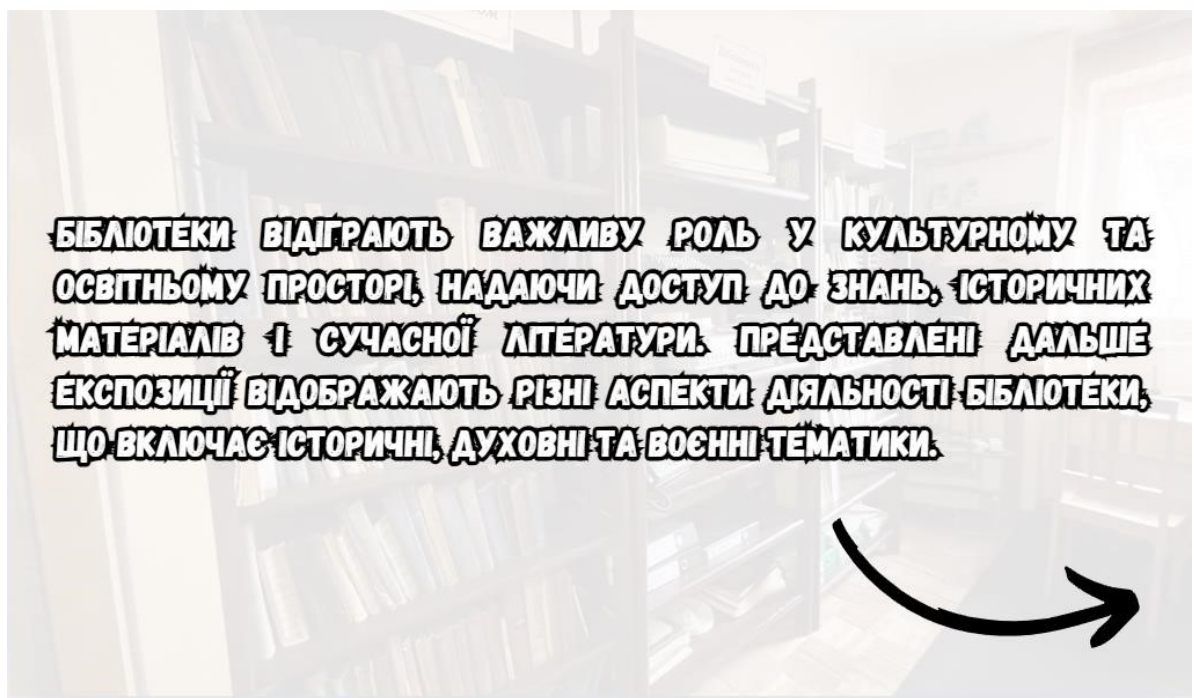 БІБЛІОТЕКИ ВІДІГРАЮТЬ ВАЖЛИВУ РОЛЬ У КУЛЬТУРНОМУ ТА
ОСВІТНЬОМУ ПРОСТОРІ, НАДАЮЧИ ДОСТУП ДО ЗНАНЬ, ІСТОРИЧНИХ
МАТЕРІАЛІВ І СУЧАСНОЇ ЛІТЕРАТУРИ. ПРЕДСТАВЛЕНІ ДАЛЬШЕ
ЕКСПОЗИЦІЇ ВІДОБРАЖАЮТЬ РІЗНІ АСПЕКТИ ДІЯЛЬНОСТІ БІБЛІОТЕКИ,
ЩО ВКЛЮЧАЄ ІСТОРИЧНІ, ДУХОВНІ ТА ВОЄННІ ТЕМАТИКИ.